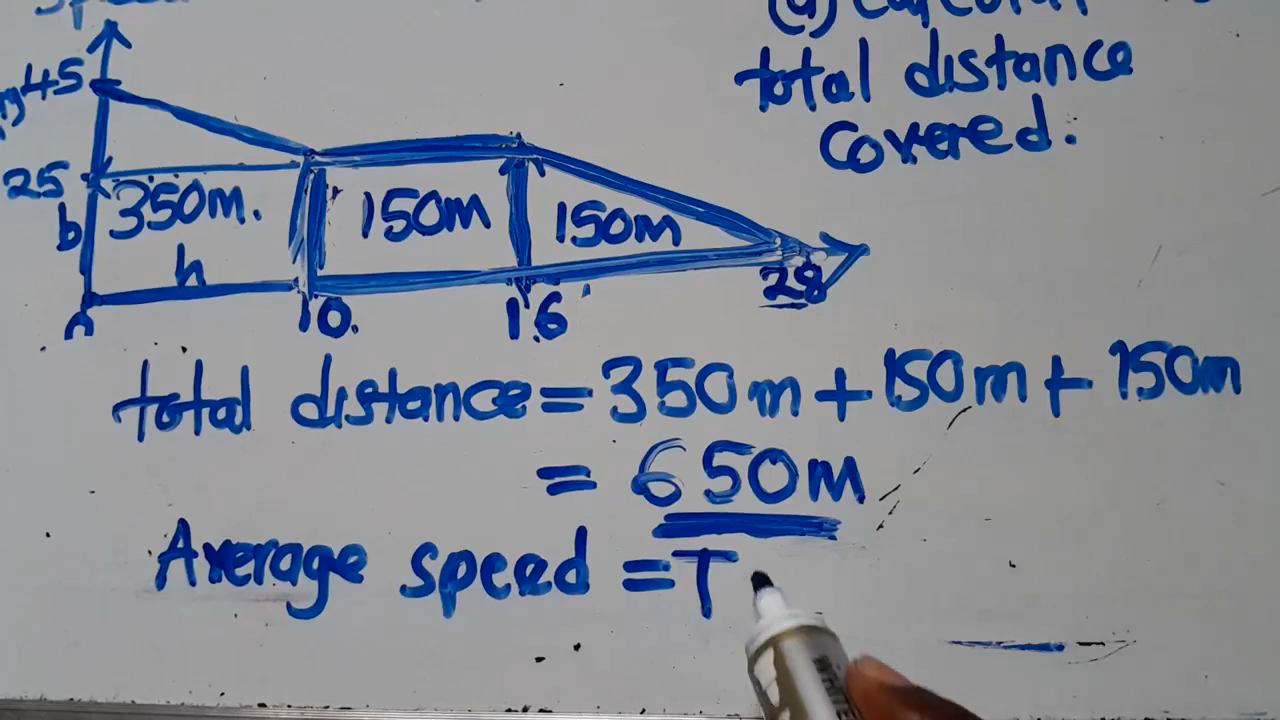 total distance
covered.
45
25
350m. 150m 150m
b
h
0 10. 16 28
total distance = 350m + 150m + 150m
= 650m
Average speed = T